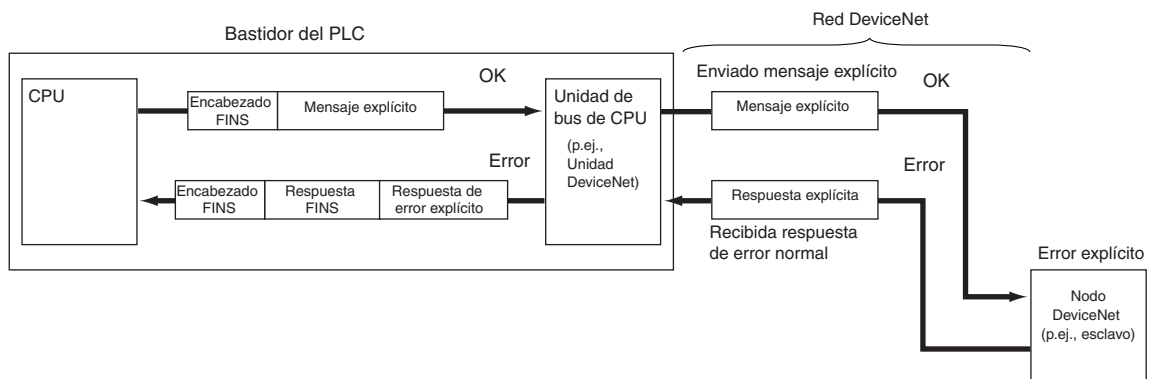 Red DeviceNet
Bastidor del PLC
CPU
Encabezado
FINS
Mensaje explícito
OK
Unidad de
bus de CPU
(p.ej.,
Unidad
DeviceNet)
Enviado mensaje explícito
Mensaje explícito
OK
Error
Encabezado
FINS
Respuesta
FINS
Respuesta de
error explícito
Error
Respuesta explícita
Recibida respuesta
de error normal
Error explícito
Nodo
DeviceNet
(p.ej., esclavo)